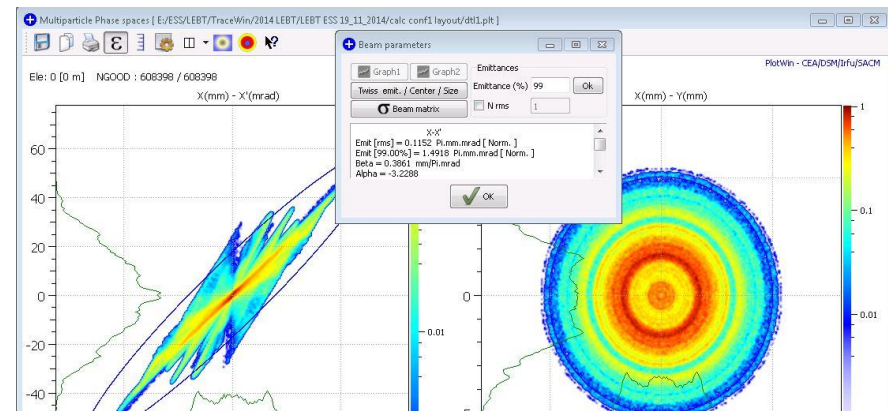 Multiparticle Phase spaces [ E:/ESS/LEBT/TraceWin/2014 LEBT/LEBT ESS 19_11_2014/calc conf1 layout/dtl1.plt ]
ε
Ele: 0 [0 m] NGOOD : 608398 / 608398
PlotWin - CEA/DSM/Irfu/SACM
X(mm) - X'(mrad)
X(mm) - Y(mm)
60
40
20
0
-20
-40
0.01
0
1
0.1
0.01
Beam parameters
Graph1 Graph2
Twiss emit. / Center / Size
σ Beam matrix
Emittances
Emittance (%) 99 Ok
N rms 1
X-X'
Emit [rms] = 0.1152 Pi.mm.mrad [ Norm. ]
Emit [99.00%] = 1.4918 Pi.mm.mrad [ Norm. ]
Beta = 0.3861 mm/Pi.mrad
Alpha = -3.2288
OK